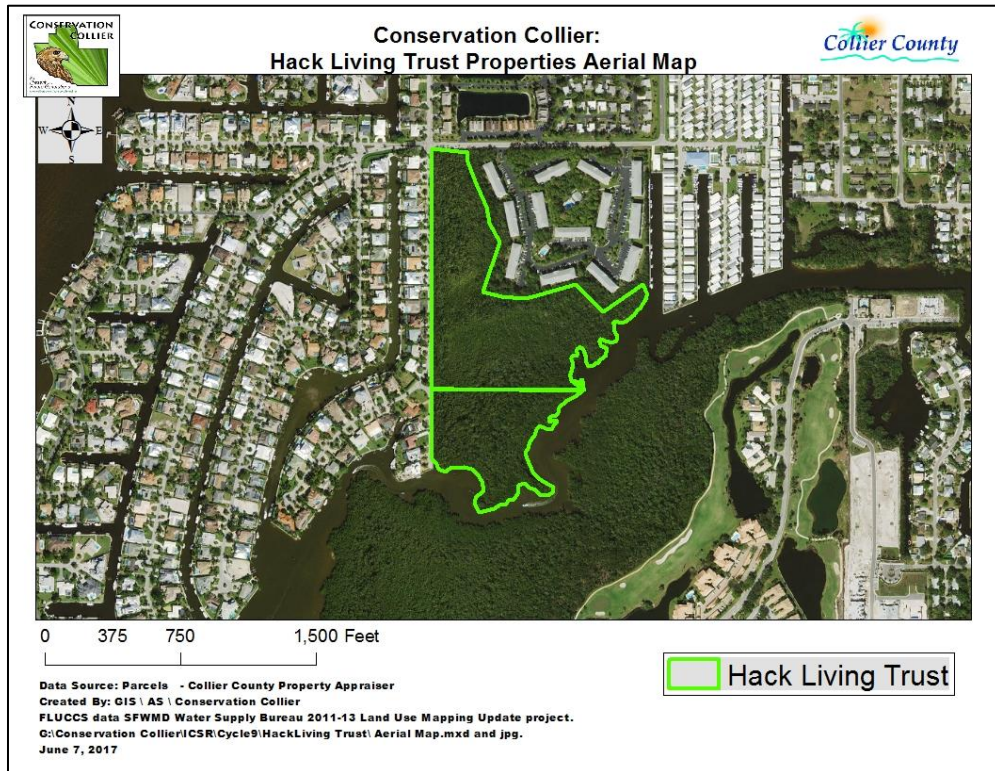 CONSERVATION
COLLIER
Conservation Collier:
Hack Living Trust Properties Aerial Map
Collier County
N
W E
S
0 375 750 1,500 Feet
Hack Living Trust
Data Source: Parcels - Collier County Property Appraiser
Created By: GIS \ AS \ Conservation Collier
FLUCCS data SFWMD Water Supply Bureau 2011-13 Land Use Mapping Update project.
G:\Conservation Collier\ICSR\Cycle9\HackLiving Trust\ Aerial Map.mxd and jpg.
June 7, 2017